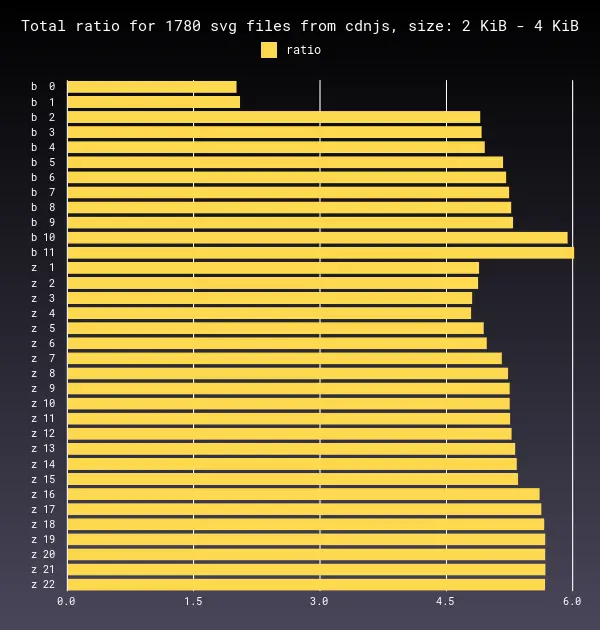 Total ratio for 1780 svg files from cdnjs, size: 2 KiB - 4 KiB
ratio
b 0
b 1
b 2
b 3
b 4
b 5
b 6
b 7
b 8
b 9
b 10
b 11
z 1
z 2
z 3
z 4
z 5
z 6
z 7
z 8
z 9
z 10
z 11
z 12
z 13
z 14
z 15
z 16
z 17
z 18
z 19
z 20
z 21
z 22
0.0 1.5 3.0 4.5 6.0